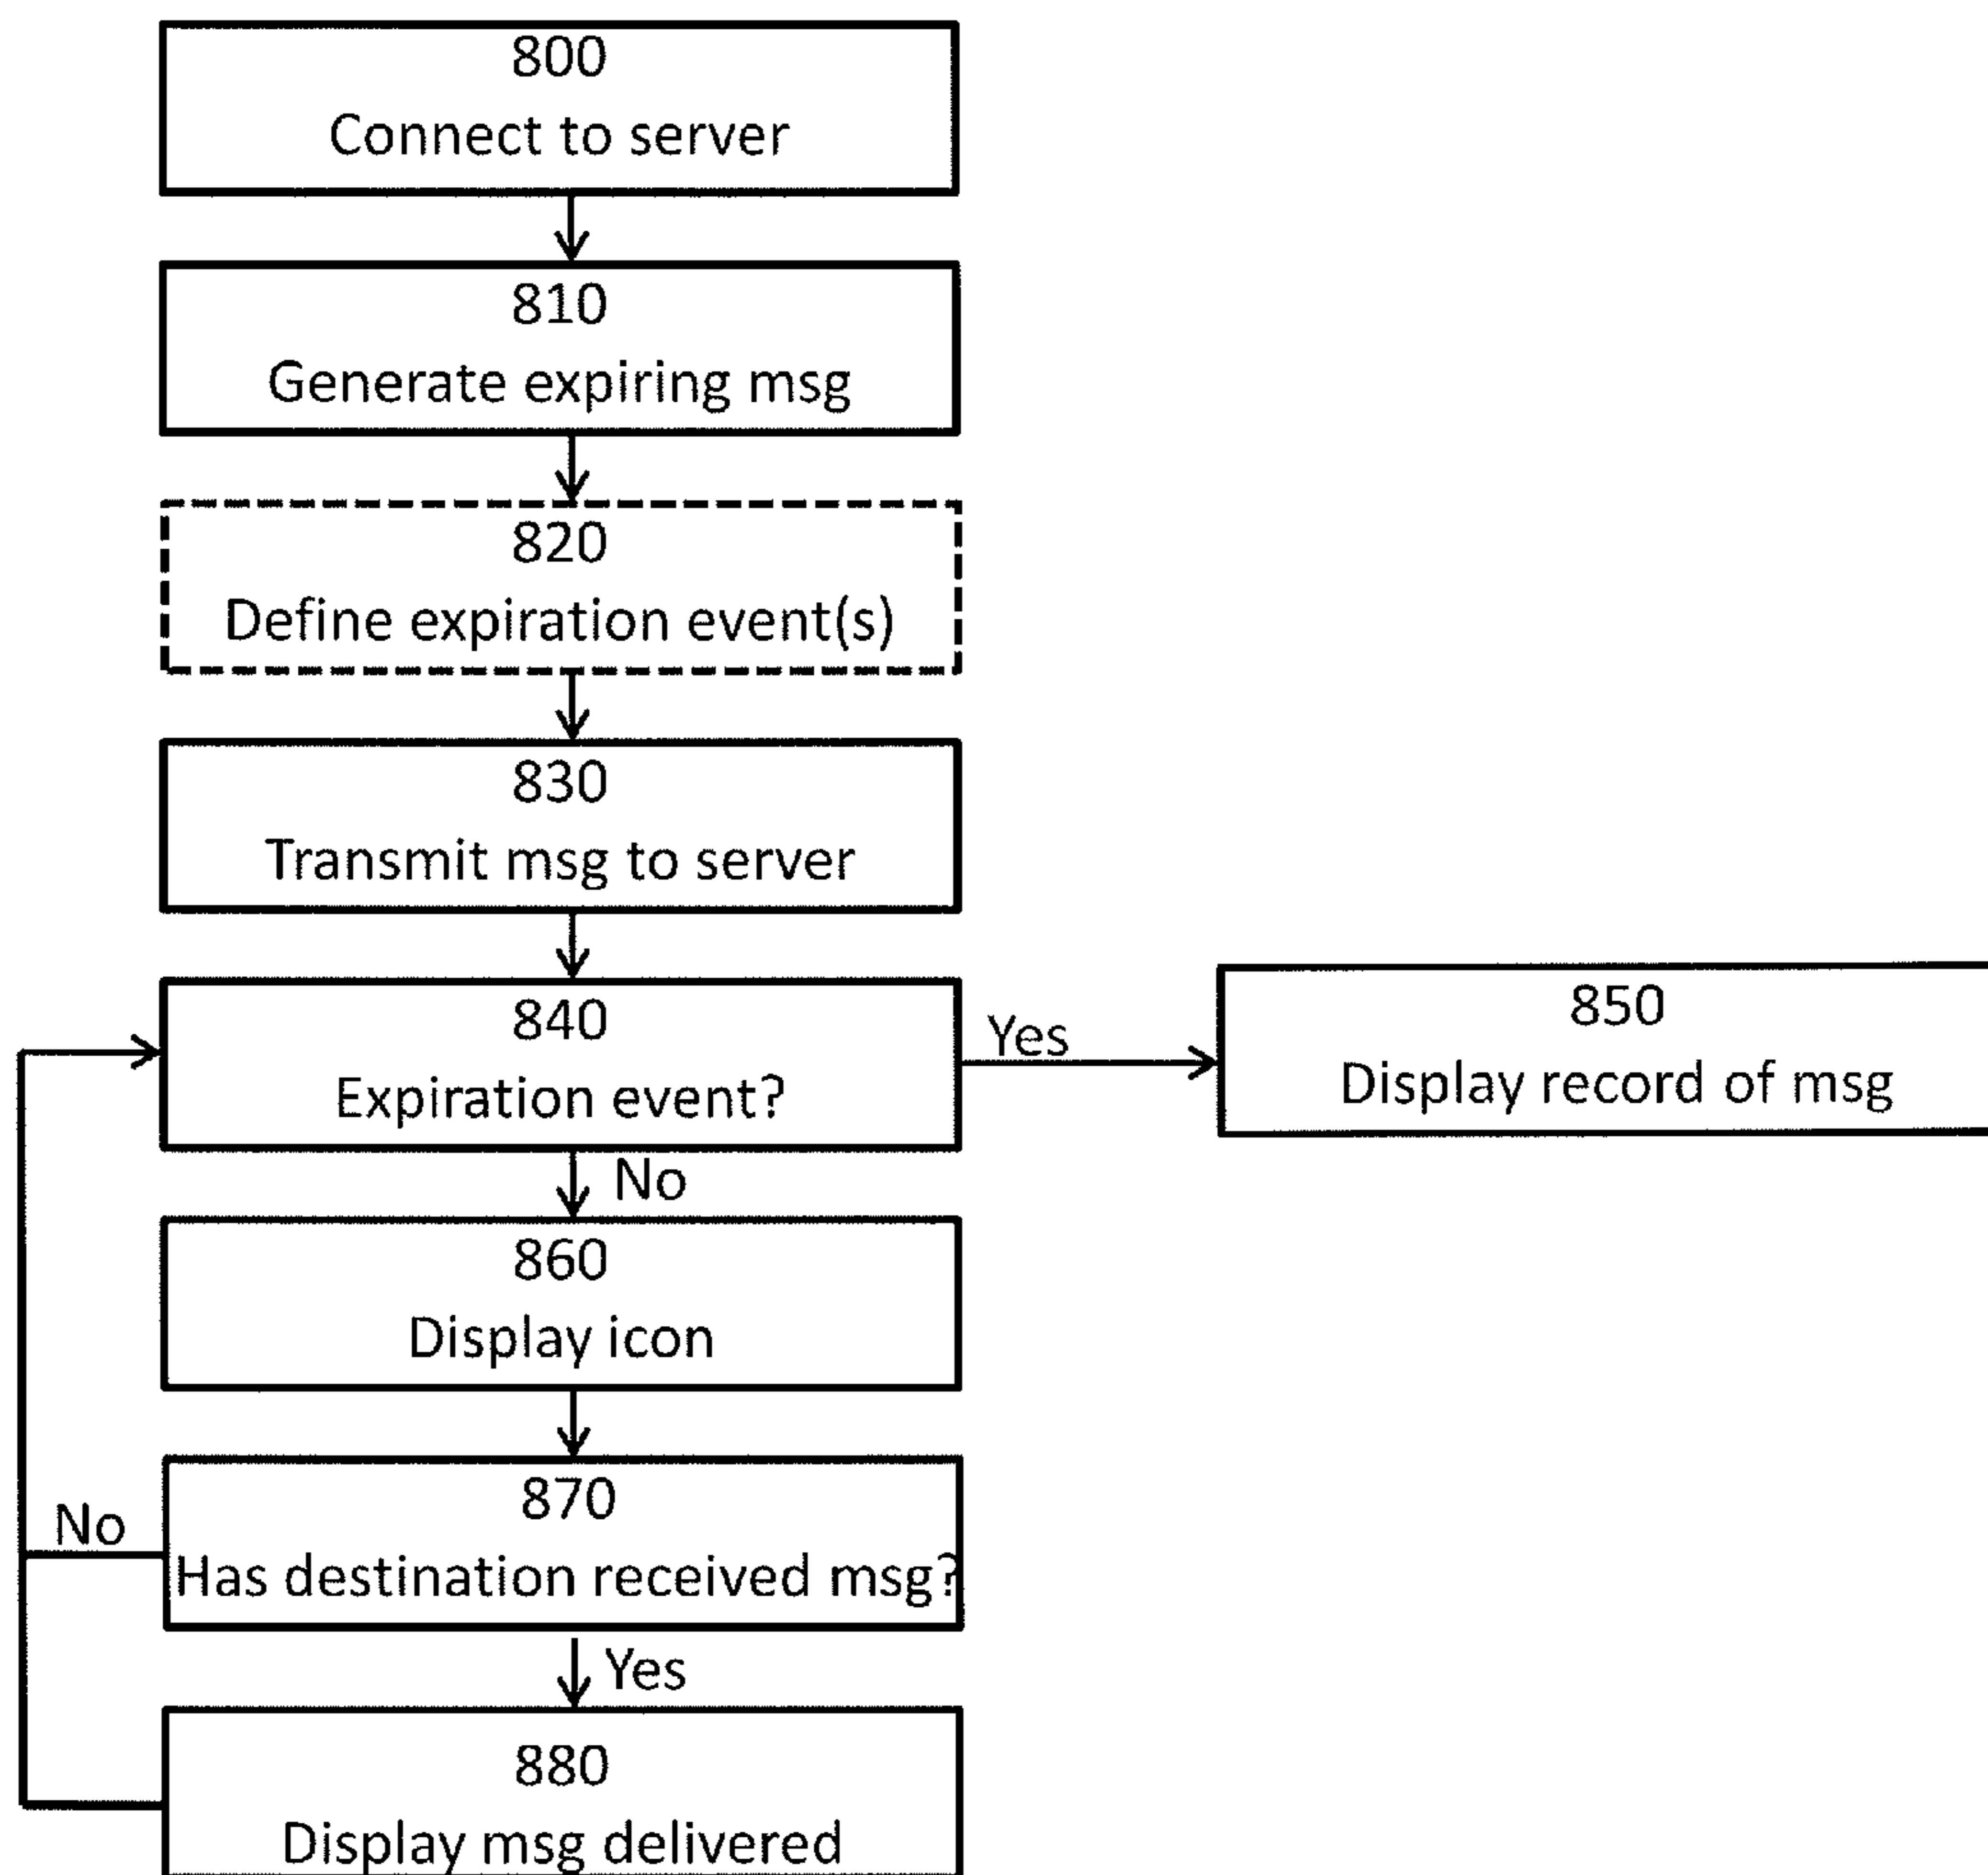 800
Connect to server
810
Generate expiring msg
820
Define expiration event(s)
830
Transmit msg to server
840
Expiration event?
Yes
850
Display record of msg
No
860
Display icon
870
Has destination received msg?
No
Yes
880
Display msg delivered